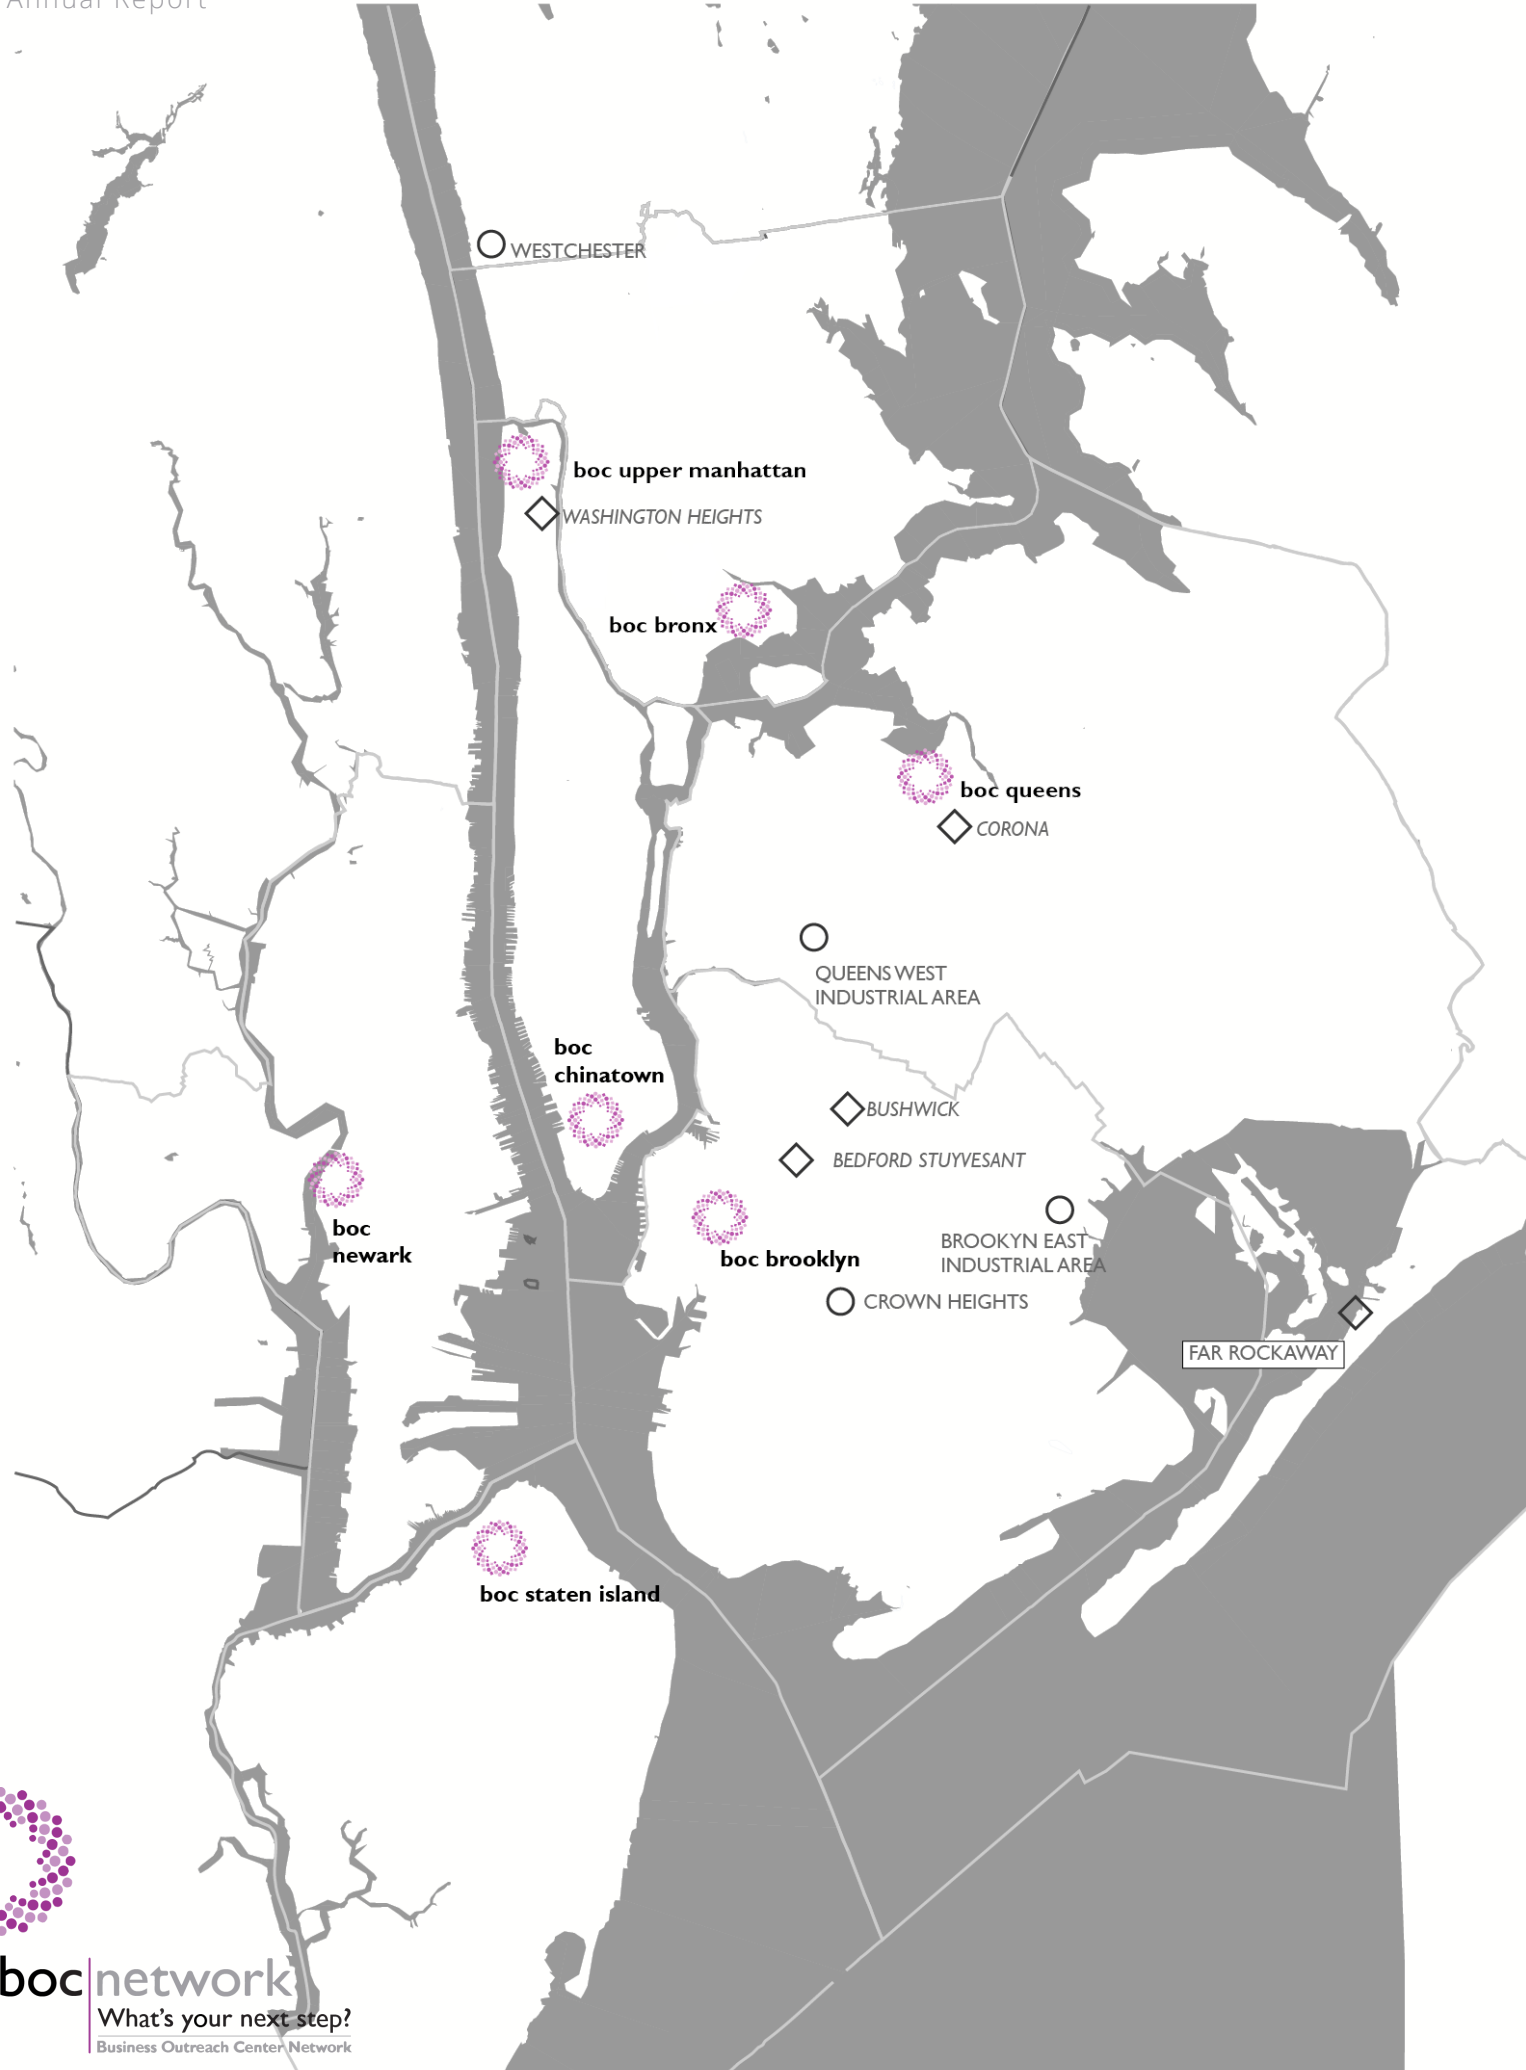 Annual Report
WESTCHESTER
boc upper manhattan
WASHINGTON HEIGHTS
boc bronx
boc queens
CORONA
QUEENS WEST
INDUSTRIAL AREA
boc
chinatown
BUSHWICK
BEDFORD STUYVESANT
boc
newark
boc brooklyn
BROOKYN EAST
INDUSTRIAL AREA
CROWN HEIGHTS
FAR ROCKAWAY
boc staten island
boc network
What's your next step?
Business Outreach Center Network